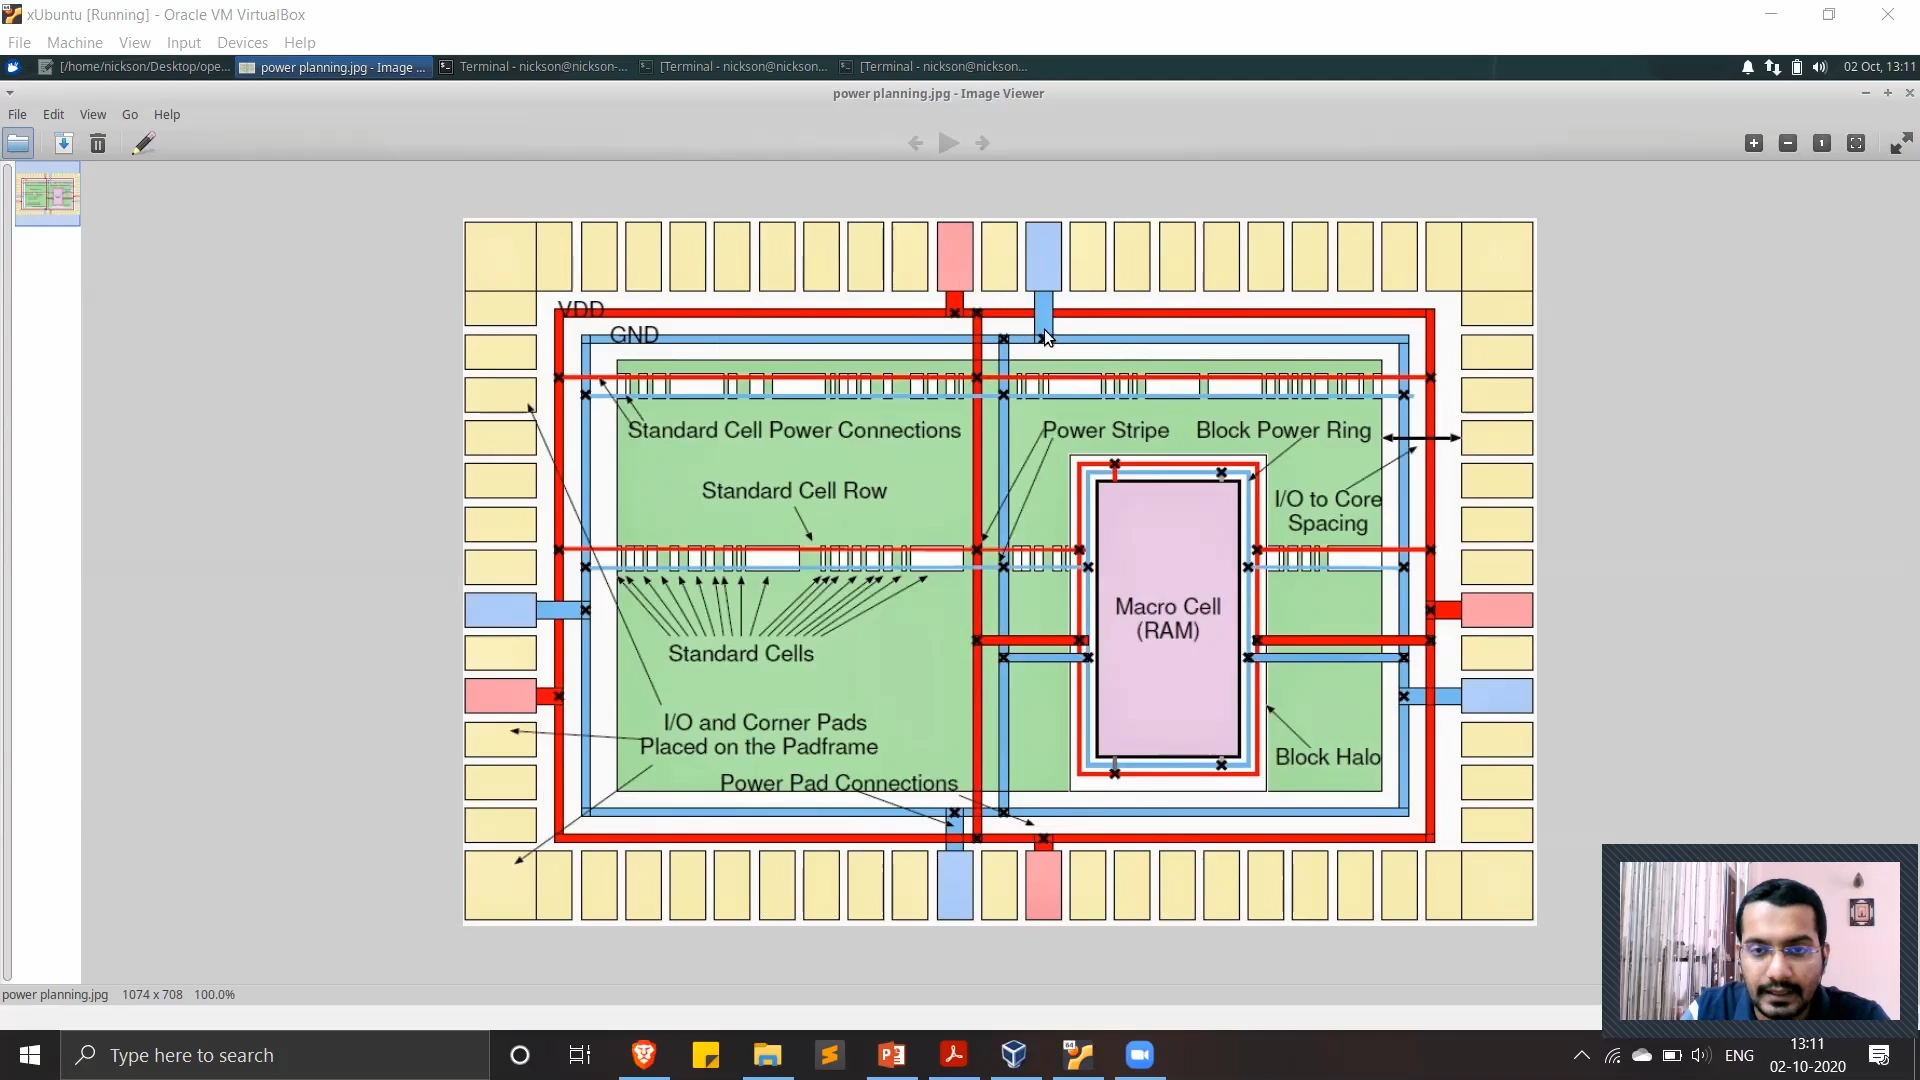 xUbuntu [Running] - Oracle VM VirtualBox
File Machine View Input Devices Help
[/home/nickson/Desktop/ope... power planning.jpg - Image ... Terminal - nickson@nickson-... [Terminal - nickson@nickson... [Terminal - nickson@nickson... 02 Oct, 13:11
power planning.jpg - Image Viewer
File Edit View Go Help
VDD
GND
Standard Cell Power Connections
Power Stripe
Block Power Ring
Standard Cell Row
I/O to Core
Spacing
Macro Cell
(RAM)
Standard Cells
I/O and Corner Pads
Placed on the Padframe
Block Halo
Power Pad Connections
power planning.jpg 1074 x 708 100.0%
Type here to search
ENG
13:11
02-10-2020